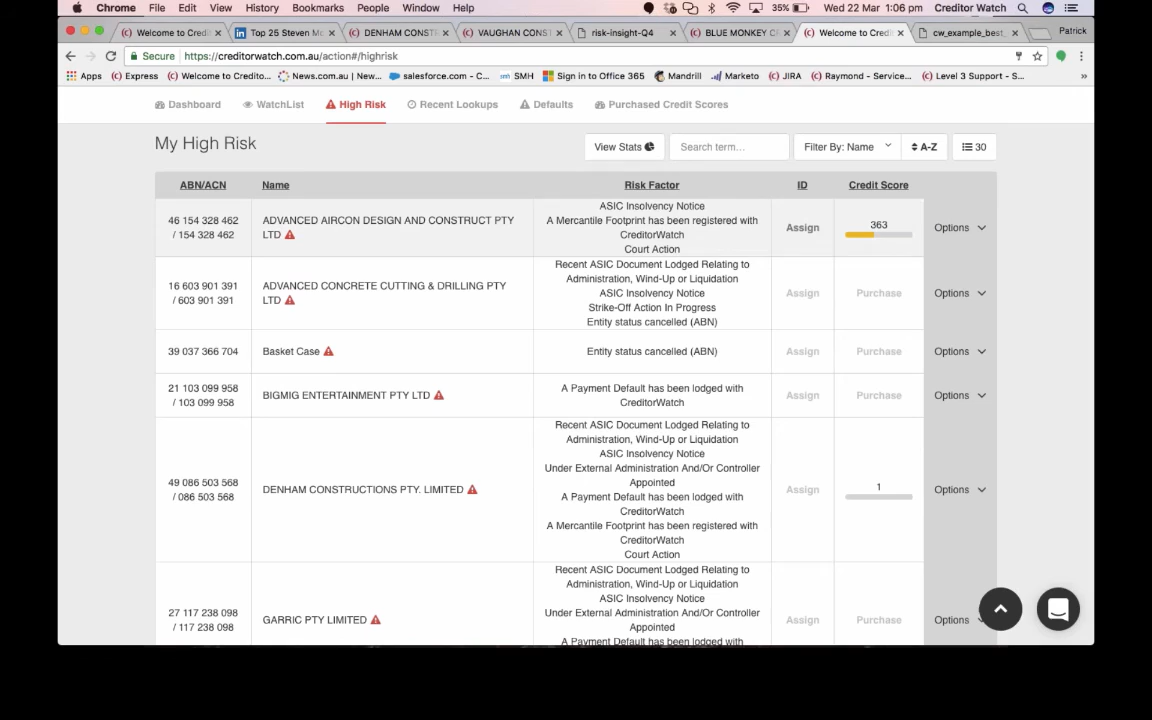 Chrome File Edit View History Bookmarks People Window Help 35% Wed 22 Mar 1:06 pm Creditor Watch
Welcome to Credi Top 25 Steven Mc DENHAM CONST VAUGHAN CONS risk-insight-Q4 BLUE MONKEY C Welcome to Credi cw_example_best_ Patrick
Secure https://creditorwatch.com.au/action#/highrisk
Apps Express Welcome to Credito... News.com.au | New... salesforce.com - C... SMH Sign in to Office 365 Mandrill Marketo JIRA Raymond - Service... Level 3 Support - S... »
Dashboard WatchList High Risk Recent Lookups Defaults Purchased Credit Scores
My High Risk View Stats Search term... Filter By: Name A-Z 30
ABN/ACN Name Risk Factor ID Credit Score
46 154 328 462
/ 154 328 462
ADVANCED AIRCON DESIGN AND CONSTRUCT PTY
LTD
ASIC Insolvency Notice
A Mercantile Footprint has been registered with
CreditorWatch
Court Action
Assign
363
Options
16 603 901 391
/ 603 901 391
ADVANCED CONCRETE CUTTING & DRILLING PTY
LTD
Recent ASIC Document Lodged Relating to
Administration, Wind-Up or Liquidation
ASIC Insolvency Notice
Strike-Off Action In Progress
Entity status cancelled (ABN)
Assign
Purchase
Options
39 037 366 704
Basket Case
Entity status cancelled (ABN)
Assign
Purchase
Options
21 103 099 958
/ 103 099 958
BIGMIG ENTERTAINMENT PTY LTD
A Payment Default has been lodged with
CreditorWatch
Assign
Purchase
Options
49 086 503 568
/ 086 503 568
DENHAM CONSTRUCTIONS PTY. LIMITED
Recent ASIC Document Lodged Relating to
Administration, Wind-Up or Liquidation
ASIC Insolvency Notice
Under External Administration And/Or Controller
Appointed
A Payment Default has been lodged with
CreditorWatch
A Mercantile Footprint has been registered with
CreditorWatch
Court Action
Assign
1
Options
27 117 238 098
/ 117 238 098
GARRIC PTY LIMITED
Recent ASIC Document Lodged Relating to
Administration, Wind-Up or Liquidation
ASIC Insolvency Notice
Under External Administration And/Or Controller
Appointed
A Payment Default has been lodged with
Assign
Purchase
Options